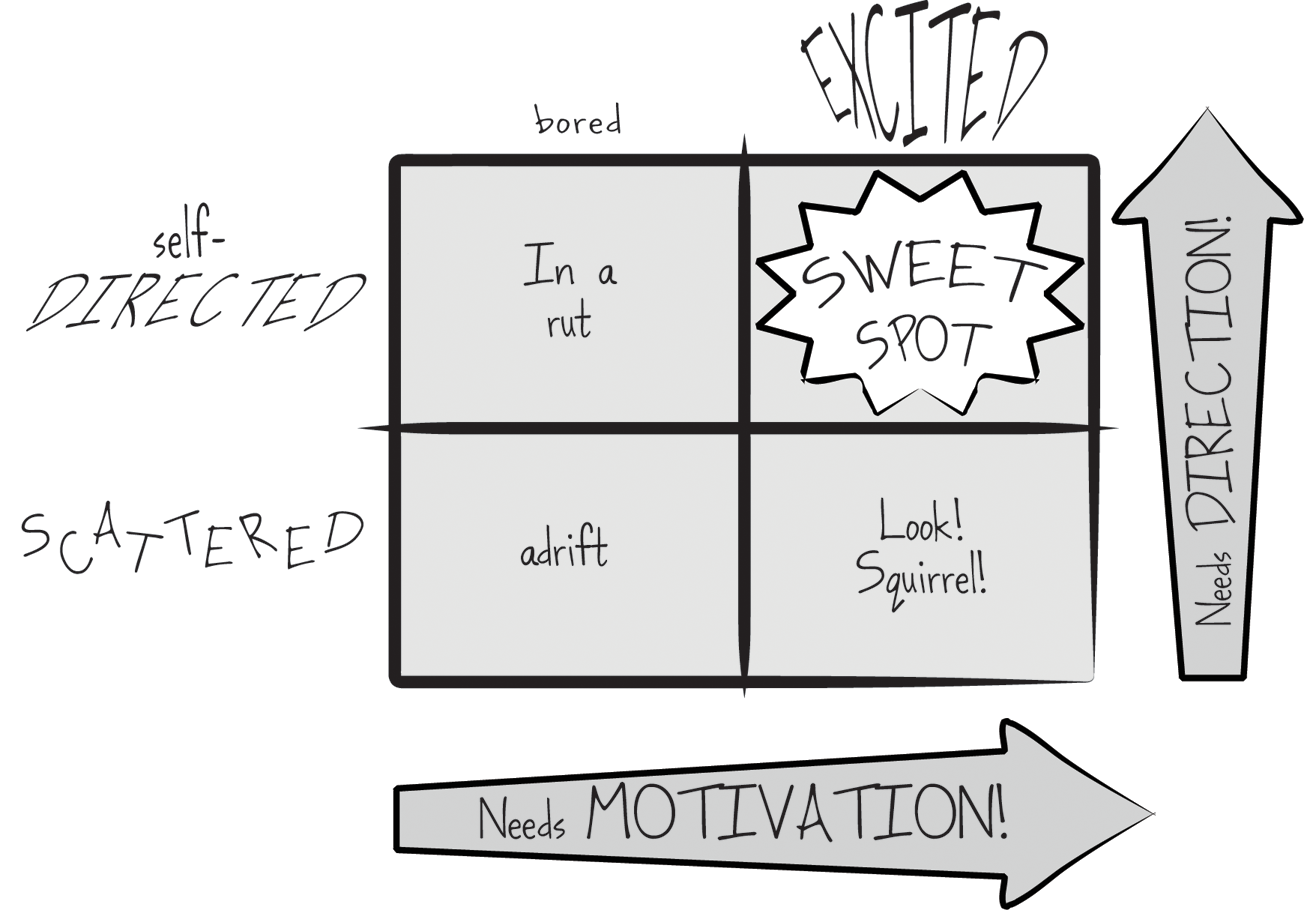 EXCITED
bored
self-
DIRECTED
In a
rut
SWEET
SPOT
Needs DIRECTION!
SCATTERED
adrift
Look!
Squirrel!
Needs MOTIVATION!